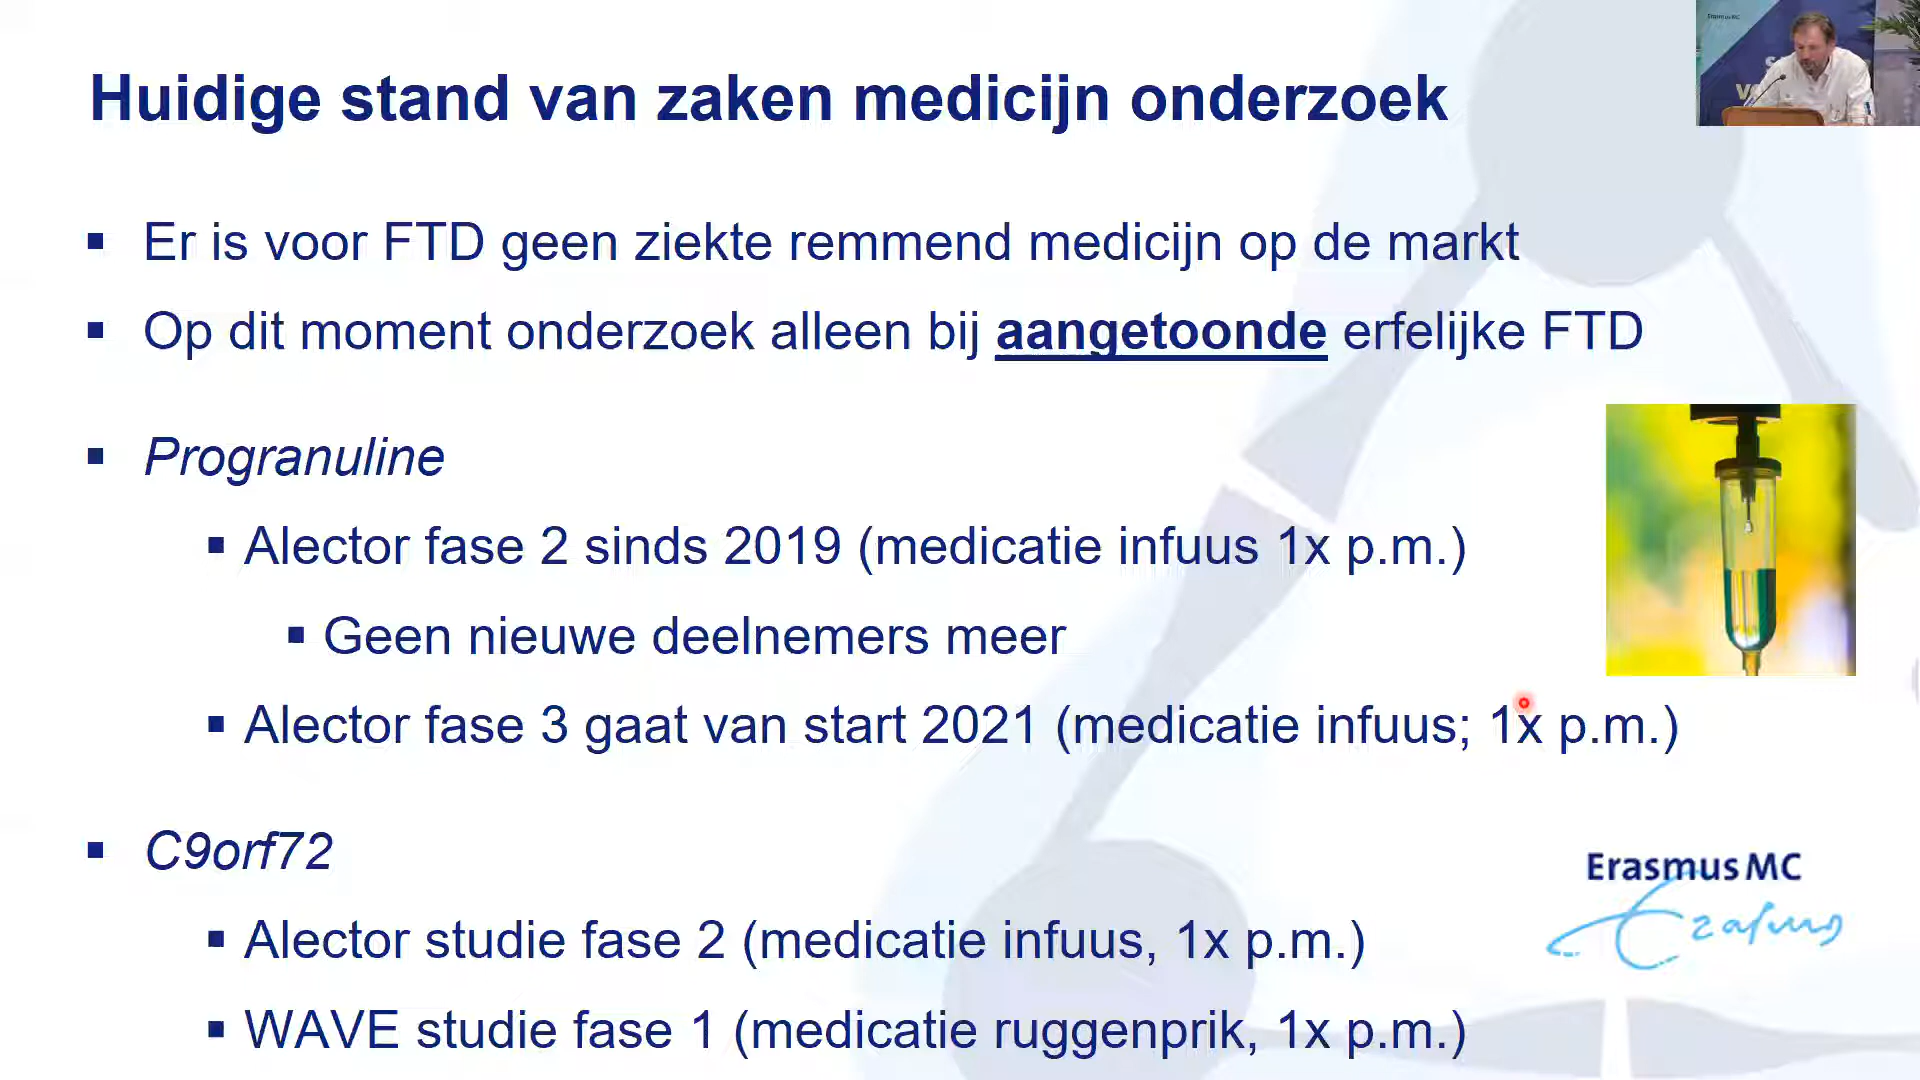 Huidige stand van zaken medicijn onderzoek
Er is voor FTD geen ziekte remmend medicijn op de markt
Op dit moment onderzoek alleen bij aangetoonde erfelijke FTD
Progranuline
Alector fase 2 sinds 2019 (medicatie infuus 1x p.m.)
Geen nieuwe deelnemers meer
Alector fase 3 gaat van start 2021 (medicatie infuus; 1x p.m.)
C9orf72
Alector studie fase 2 (medicatie infuus, 1x p.m.)
WAVE studie fase 1 (medicatie ruggenprik, 1x p.m.)
Erasmus MC
Erasmus MC
Erafmg